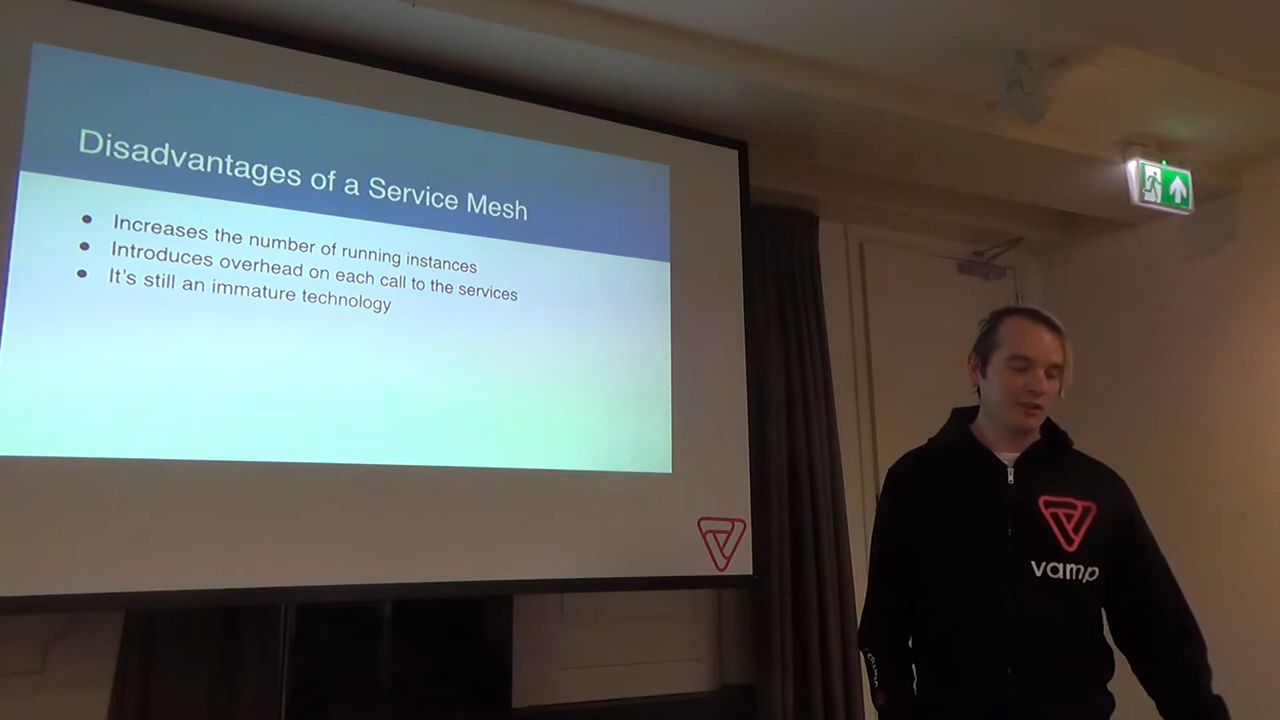 Disadvantages of a Service Mesh
● Increases the number of running instances
● Introduces overhead on each call to the services
● It's still an immature technology
vamp